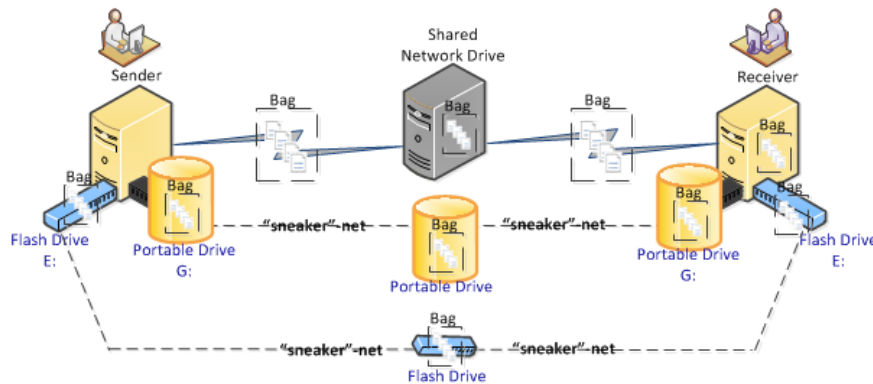 Shared
Network Drive
Sender
Receiver
Bag
Bag
Bag
Bag
Bag
Bag
Bag
Bag
Bag
"sneaker"-net
"sneaker"-net
Bag
Flash Drive
E:
Portable Drive
G:
Portable Drive
Portable Drive
G:
Flash Drive
E:
Bag
"sneaker"-net
"sneaker"-net
Flash Drive